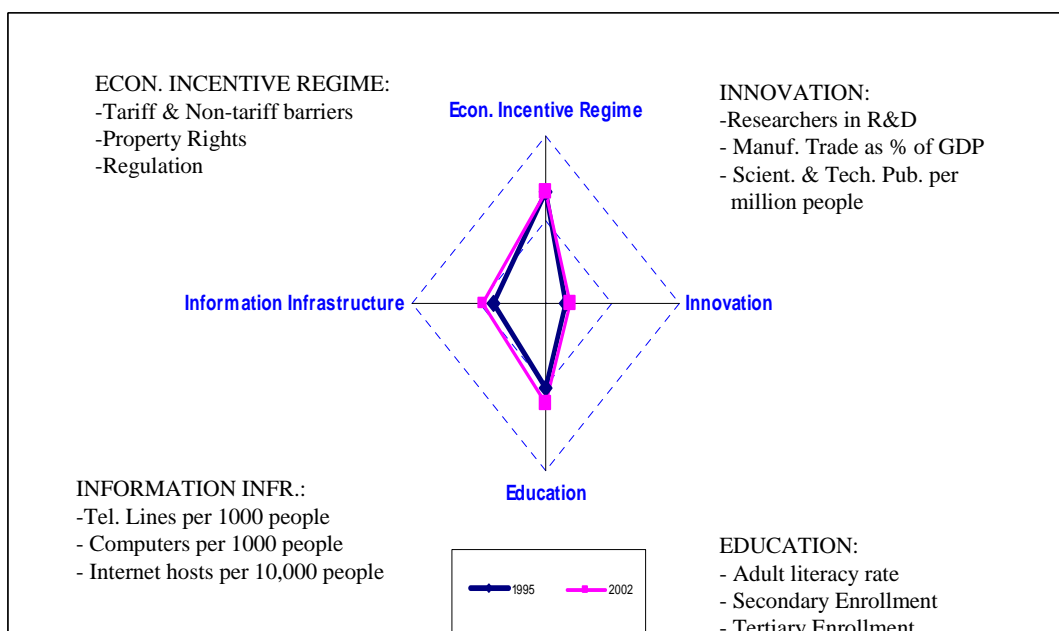 ECON. INCENTIVE REGIME:
-Tariff & Non-tariff barriers
-Property Rights
-Regulation
Econ. Incentive Regime
INNOVATION:
-Researchers in R&D
- Manuf. Trade as % of GDP
- Scient. & Tech. Pub. per
million people
Information Infrastructure
Innovation
Education
INFORMATION INFR.:
-Tel. Lines per 1000 people
- Computers per 1000 people
- Internet hosts per 10,000 people
1995
2002
EDUCATION:
- Adult literacy rate
- Secondary Enrollment
- Tertiary Enrollment